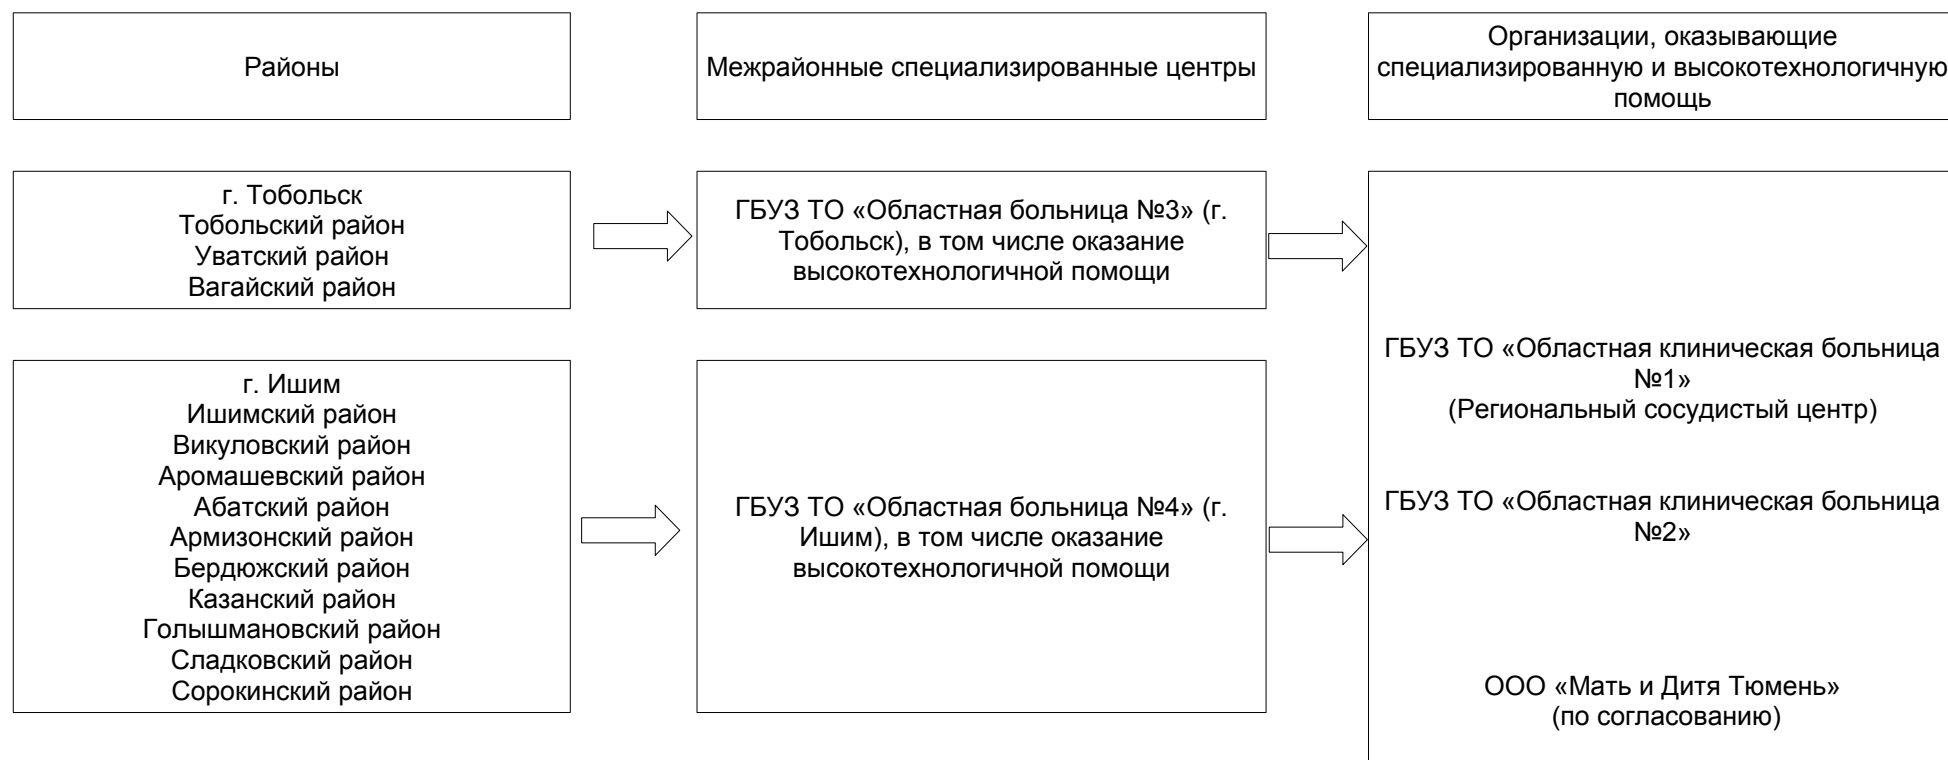 Районы
Межрайонные специализированные центры
Организации, оказывающие
специализированную и высокотехнологичную
помощь
г. Тобольск
Тобольский район
Уватский район
Вагайский район
ГБУЗ ТО «Областная больница №3» (г.
Тобольск), в том числе оказание
высокотехнологичной помощи
г. Ишим
Ишимский район
Викуловский район
Аромашевский район
Абатский район
Армизонский район
Бердюжский район
Казанский район
Голышмановский район
Сладковский район
Сорокинский район
ГБУЗ ТО «Областная больница №4» (г.
Ишим), в том числе оказание
высокотехнологичной помощи
ГБУЗ ТО «Областная клиническая больница
№1»
(Региональный сосудистый центр)
ГБУЗ ТО «Областная клиническая больница
№2»
ООО «Мать и Дитя Тюмень»
(по согласованию)